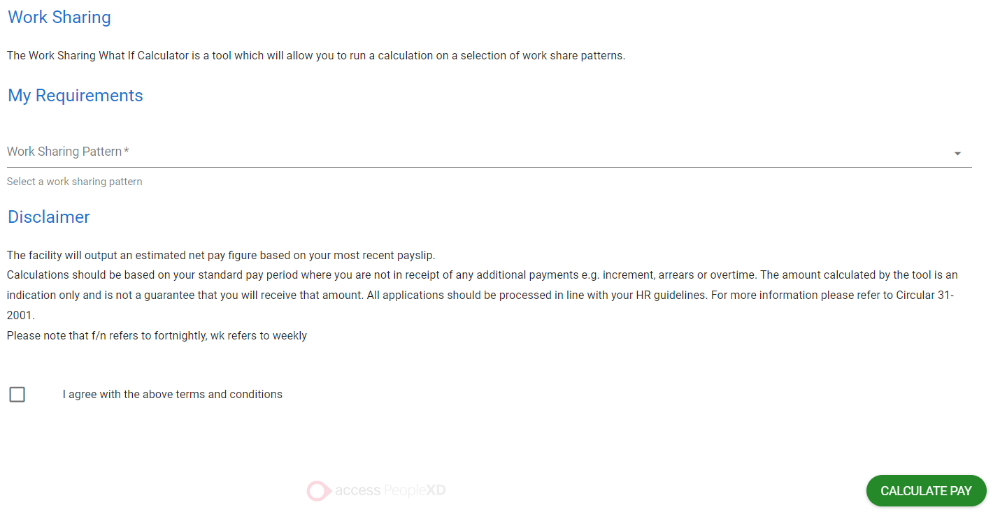 Work Sharing
The Work Sharing What If Calculator is a tool which will allow you to run a calculation on a selection of work share patterns.
My Requirements
Work Sharing Pattern *
Select a work sharing pattern
Disclaimer
The facility will output an estimated net pay figure based on your most recent payslip.
Calculations should be based on your standard pay period where you are not in receipt of any additional payments e.g. increment, arrears or overtime. The amount calculated by the tool is an
indication only and is not a guarantee that you will receive that amount. All applications should be processed in line with your HR guidelines. For more information please refer to Circular 31-
2001.
Please note that f/n refers to fortnightly, wk refers to weekly
I agree with the above terms and conditions
access PeopleXD
CALCULATE PAY